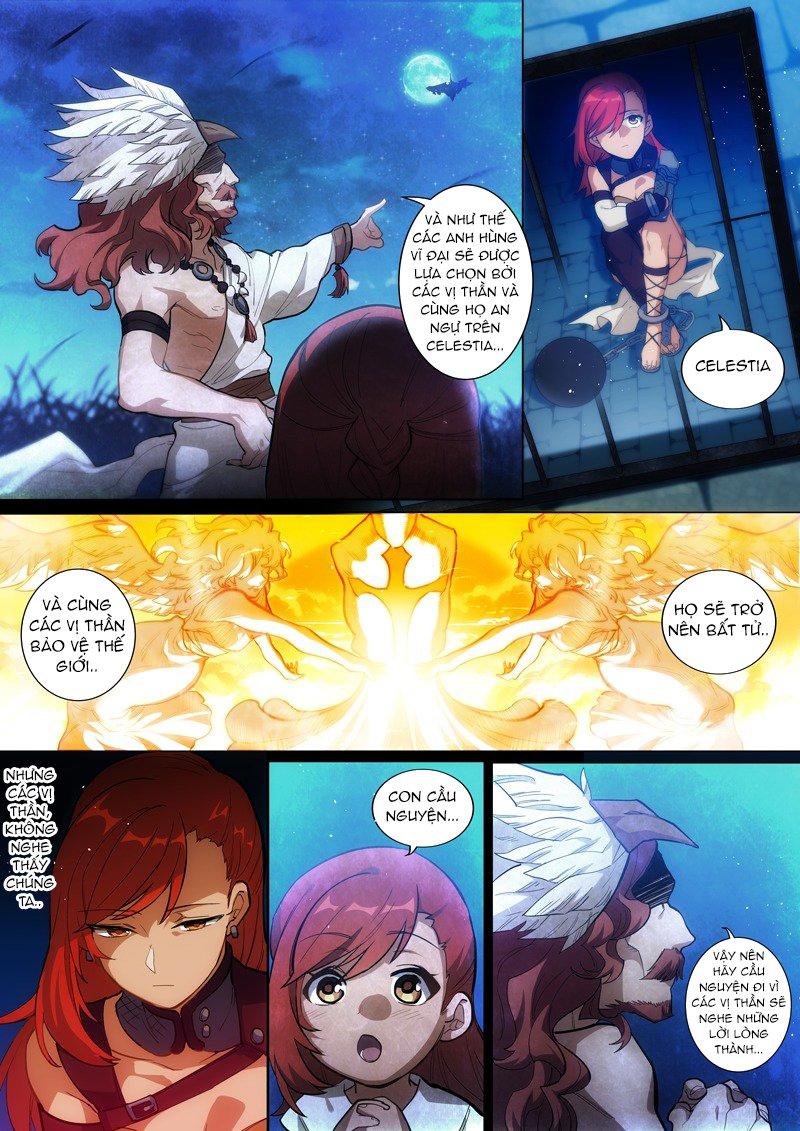 VÀ NHƯ THẾ
CÁC ANH HÙNG
VĨ ĐẠI SẼ ĐƯỢC
LỰA CHỌN BỞI
CÁC VỊ THẦN VÀ
CÙNG HỌ AN
NGỰ TRÊN
CELESTIA...
CELESTIA
VÀ CÙNG
CÁC VỊ THẦN
BẢO VỆ THẾ
GIỚI..
HỌ SẼ TRỞ
NÊN BẤT TỬ..
NHƯNG
CÁC VỊ
THẦN,
KHÔNG
NGHE
THẤY
CHÚNG
TA..
CON CẦU
NGUYỆN...
VẬY NÊN
HÃY CẦU
NGUYỆN ĐI VÌ
CÁC VỊ THẦN SẼ
NGHE NHỮNG
LỜI LÒNG
THÀNH...